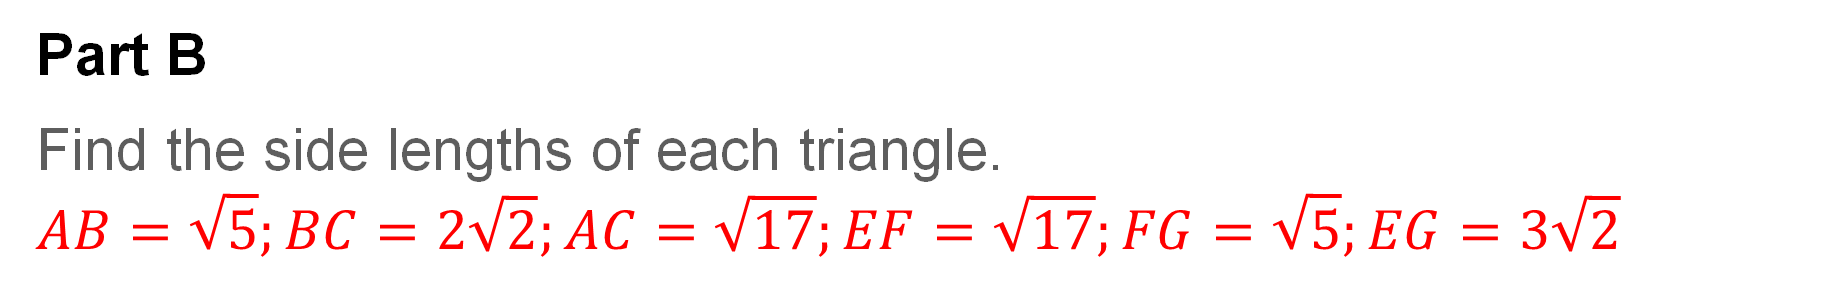 Part B
Find the side lengths of each triangle.
AB = √5; BC = 2√2; AC = √17; EF = √17; FG = √5; EG = 3√2